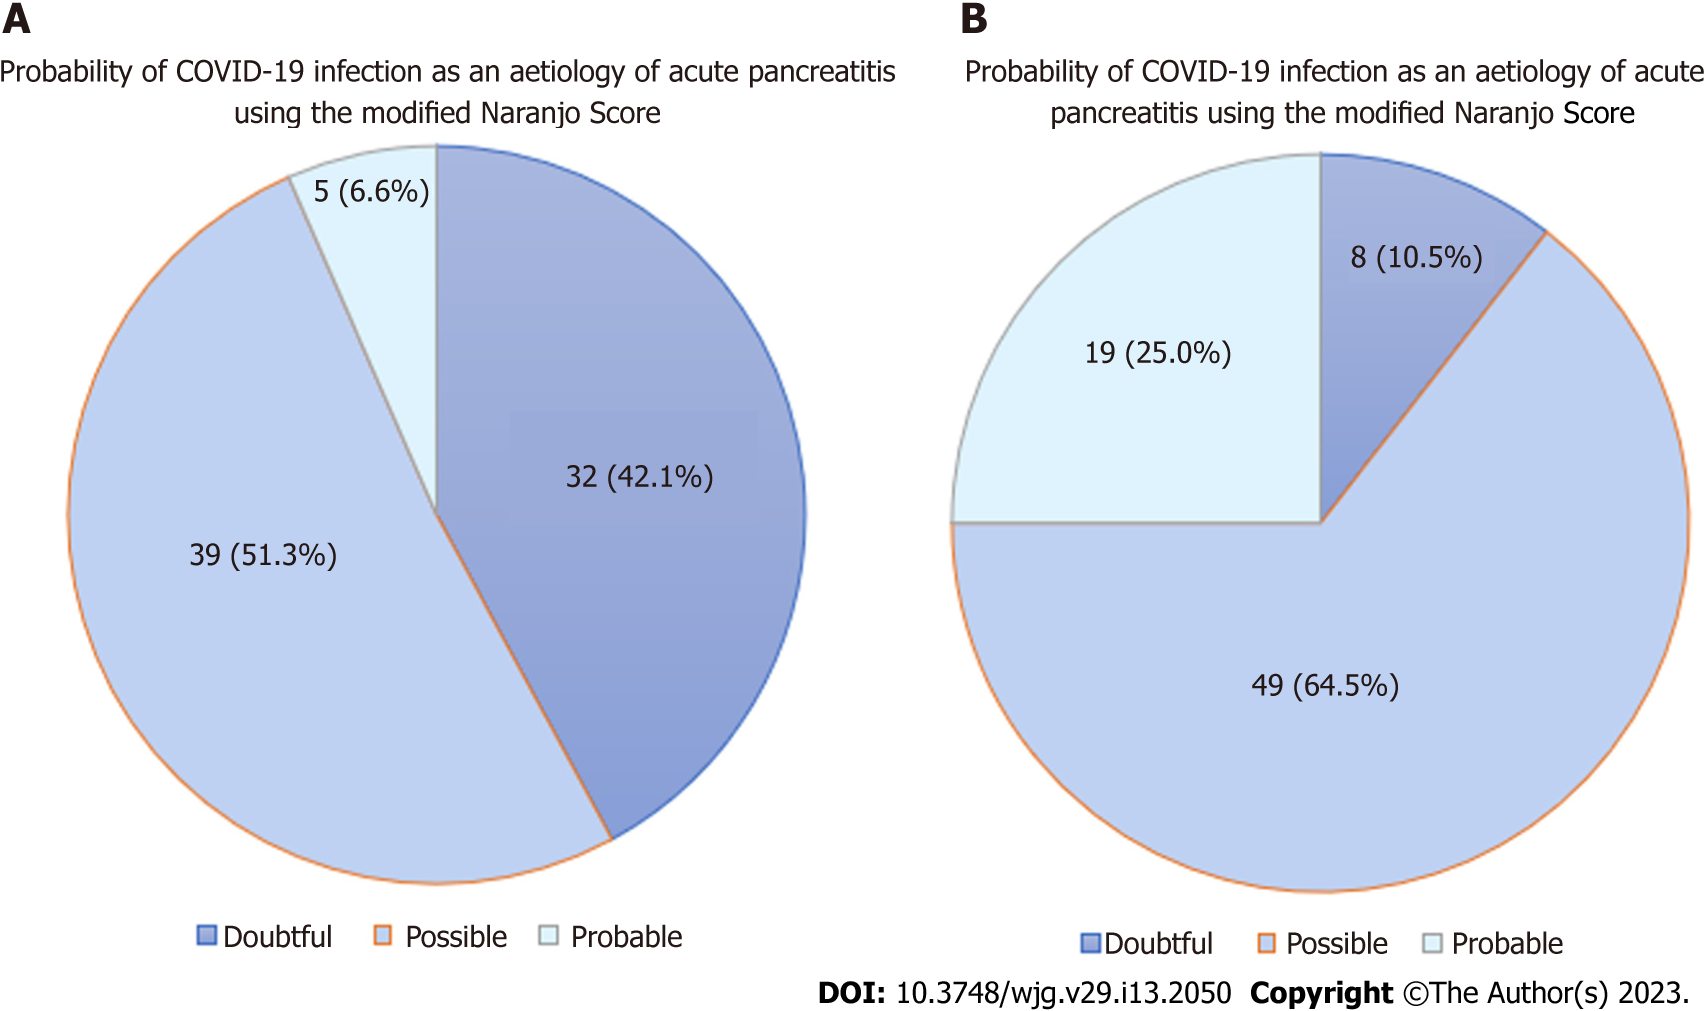 A
Probability of COVID-19 infection as an aetiology of acute pancreatitis
using the modified Naranjo Score
5 (6.6%)
32 (42.1%)
39 (51.3%)
Doubtful Possible Probable
B
Probability of COVID-19 infection as an aetiology of acute
pancreatitis using the modified Naranjo Score
8 (10.5%)
19 (25.0%)
49 (64.5%)
Doubtful Possible Probable
DOI: 10.3748/wjg.v29.i13.2050 Copyright ©The Author(s) 2023.